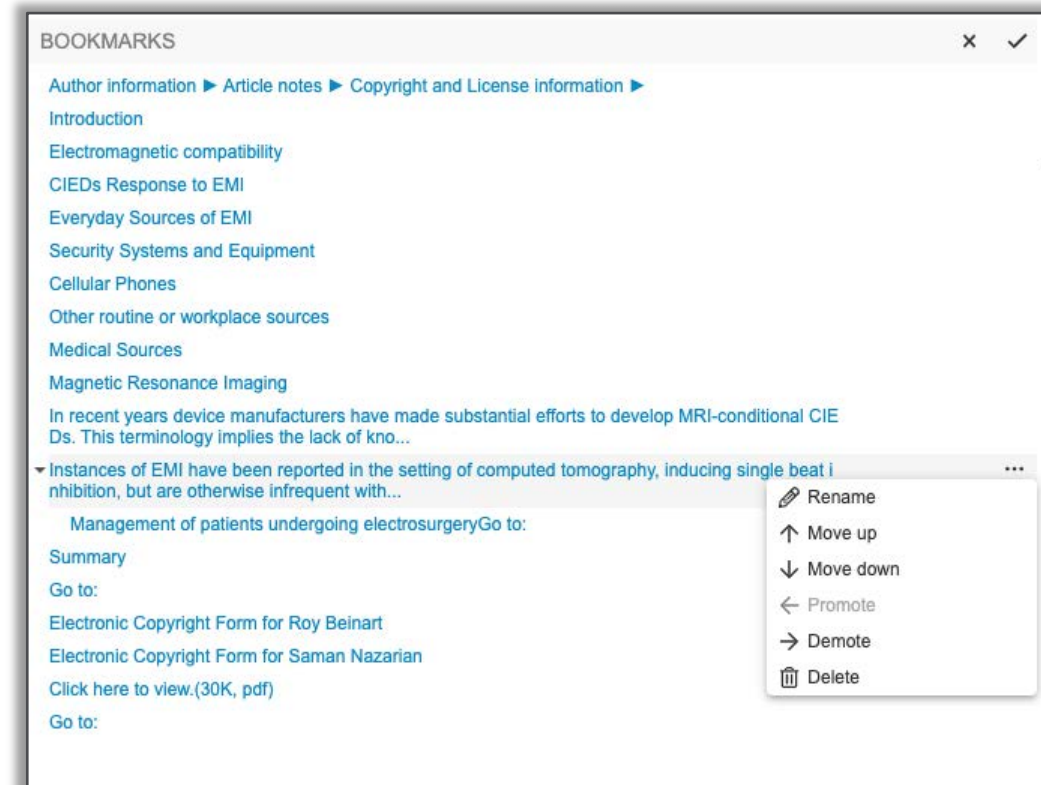 BOOKMARKS
Author information ► Article notes ► Copyright and License information ►
Introduction
Electromagnetic compatibility
CIEDs Response to EMI
Everyday Sources of EMI
Security Systems and Equipment
Cellular Phones
Other routine or workplace sources
Medical Sources
Magnetic Resonance Imaging
In recent years device manufacturers have made substantial efforts to develop MRI-conditional CIE
Ds. This terminology implies the lack of kno...
Instances of EMI have been reported in the setting of computed tomography, inducing single beat i
nhibition, but are otherwise infrequent with...
Management of patients undergoing electrosurgeryGo to:
Summary
Go to:
Electronic Copyright Form for Roy Beinart
Electronic Copyright Form for Saman Nazarian
Click here to view.(30K, pdf)
Go to:
Rename
Move up
Move down
Promote
Demote
Delete